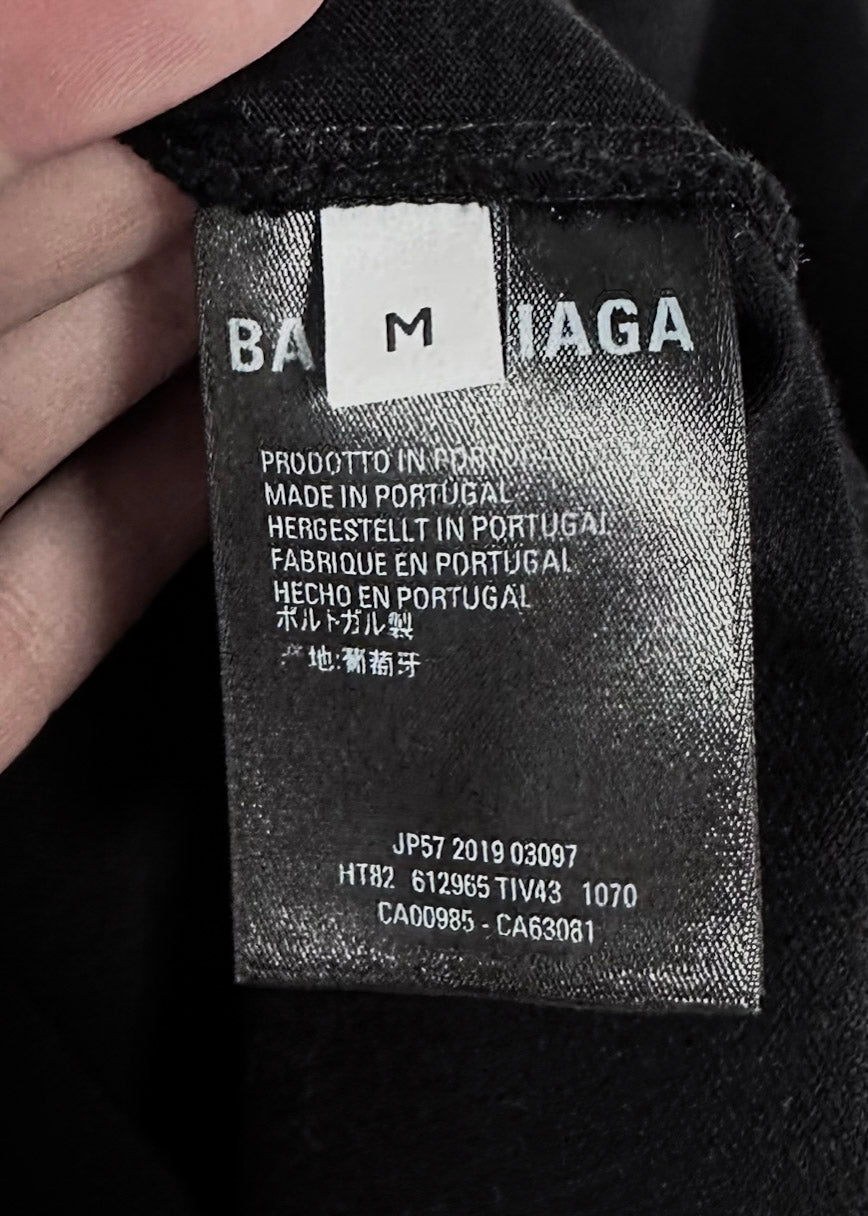 M
BA IAGA
PRODOTTO IN PORTUGAL
MADE IN PORTUGAL
HERGESTELLT IN PORTUGAL
FABRIQUE EN PORTUGAL
HECHO EN PORTUGAL
ポルトガル製
产地:葡萄牙
JP57 2019 03097
HT82 612965 TIV43 1070
CA00985 - CA63081